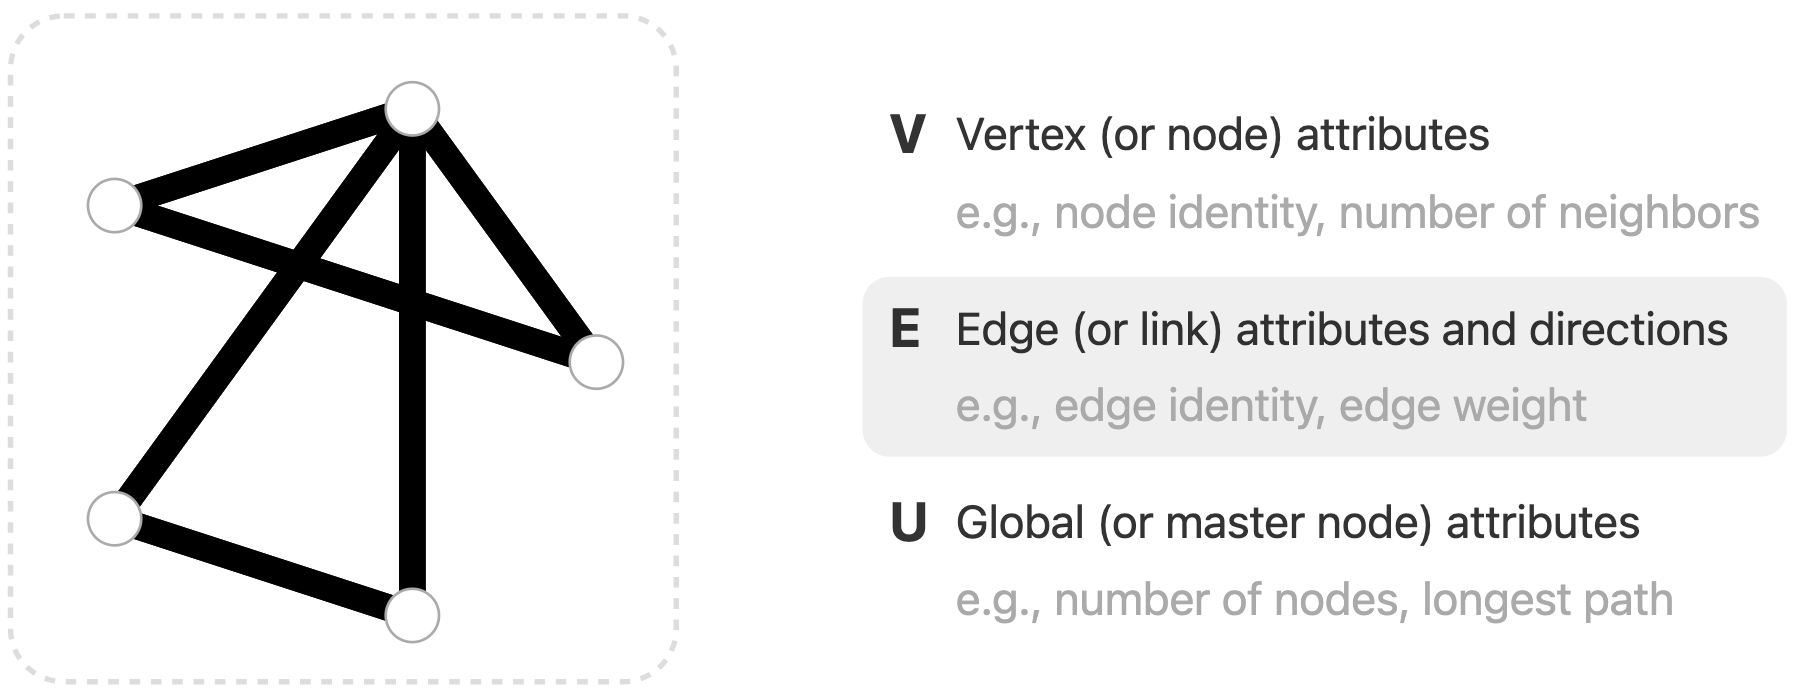 V Vertex (or node) attributes
e.g., node identity, number of neighbors
E Edge (or link) attributes and directions
e.g., edge identity, edge weight
U Global (or master node) attributes
e.g., number of nodes, longest path